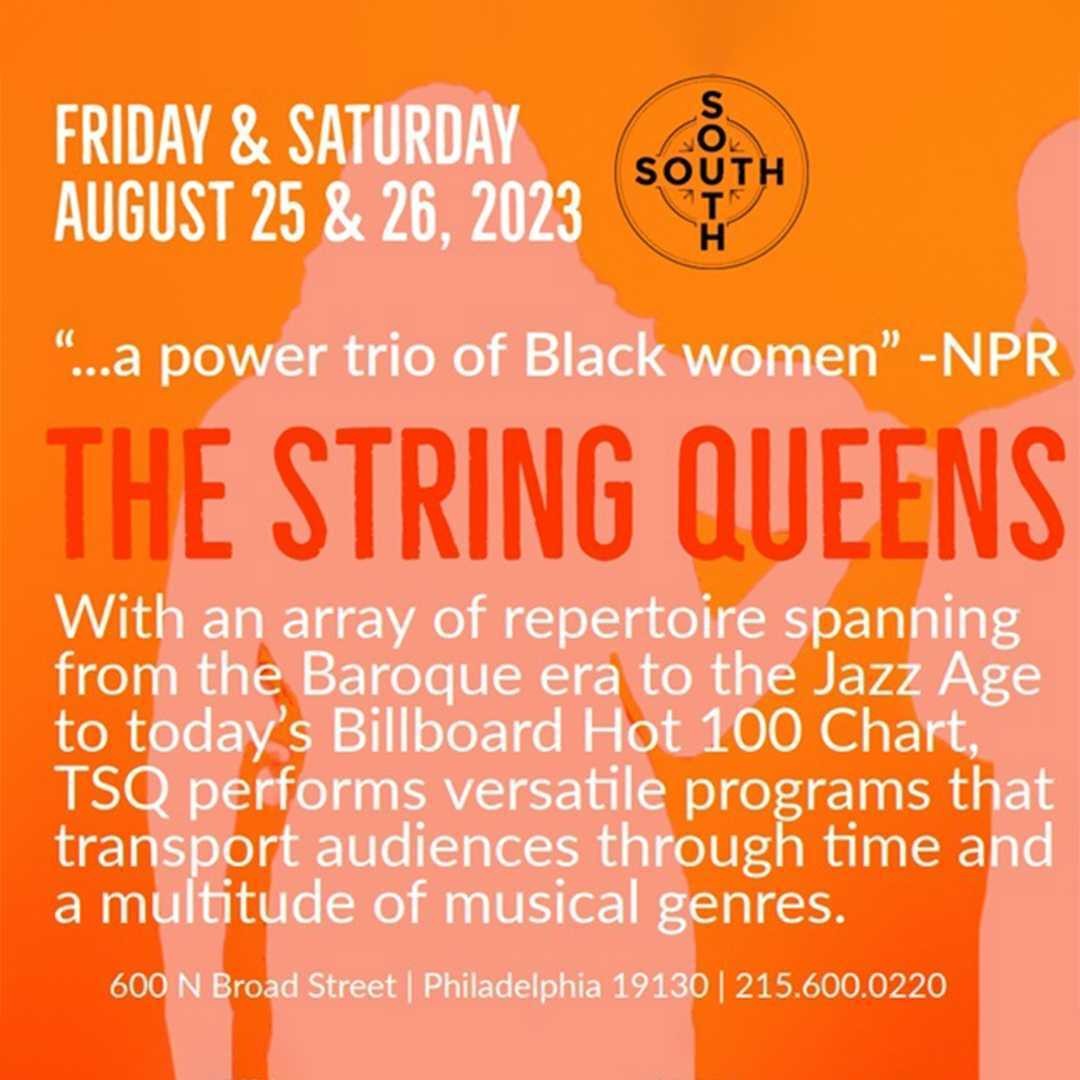 FRIDAY & SATURDAY
AUGUST 25 & 26, 2023
SOUTH
SOUTH
“...a power trio of Black women” -NPR
THE STRING QUEENS
With an array of repertoire spanning
from the Baroque era to the Jazz Age
to today’s Billboard Hot 100 Chart,
TSQ performs versatile programs that
transport audiences through time and
a multitude of musical genres.
600 N Broad Street | Philadelphia 19130 | 215.600.0220